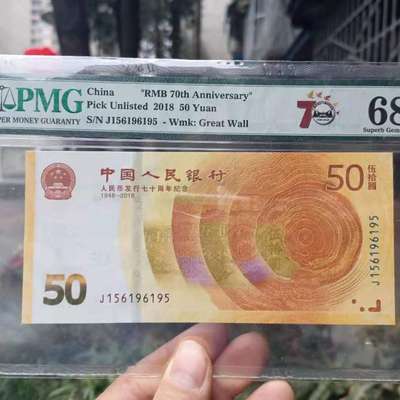 PMG
PER MONEY GUARANTY
China "RMB 70th Anniversary"
Pick Unlisted 2018 50 Yuan
S/N J156196195 - Wmk: Great Wall
70
68
Superb Gem
中国人民银行
人民币发行七十周年纪念
1948-2018
50
伍拾圆
J156196195
50
J156196195